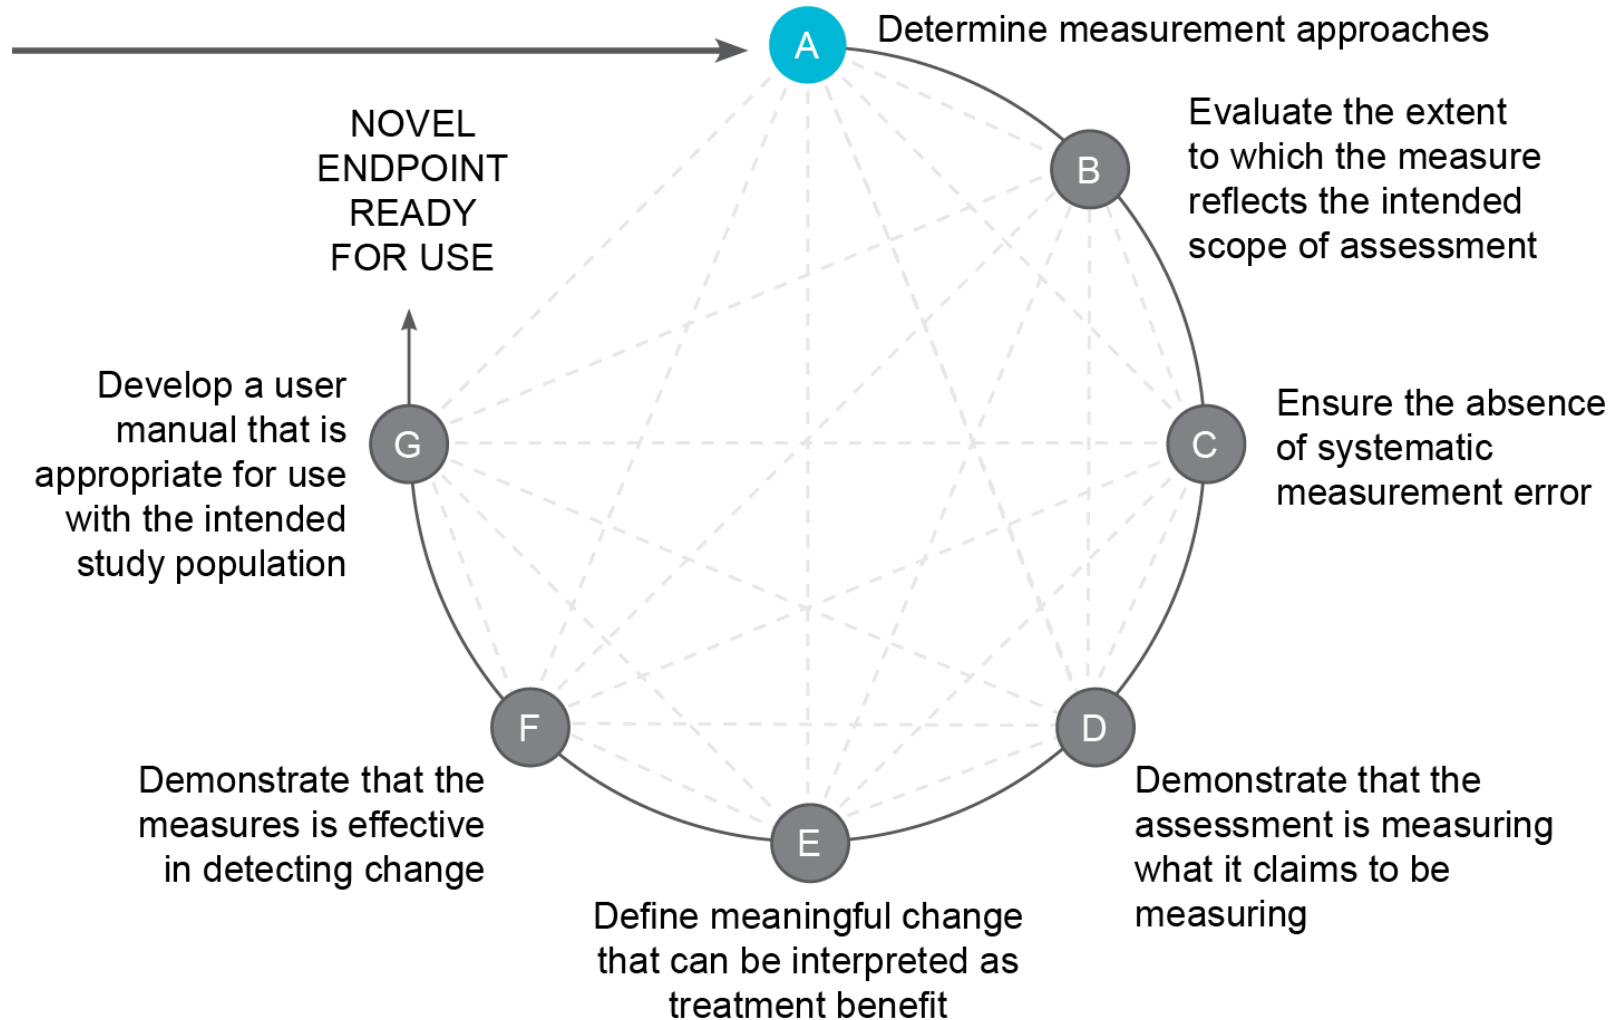 A
Determine measurement approaches
B
Evaluate the extent
to which the measure
reflects the intended
scope of assessment
C
Ensure the absence
of systematic
measurement error
D
Demonstrate that the
assessment is measuring
what it claims to be
measuring
E
Define meaningful change
that can be interpreted as
treatment benefit
F
Demonstrate that the
measures is effective
in detecting change
G
Develop a user
manual that is
appropriate for use
with the intended
study population
NOVEL
ENDPOINT
READY
FOR USE